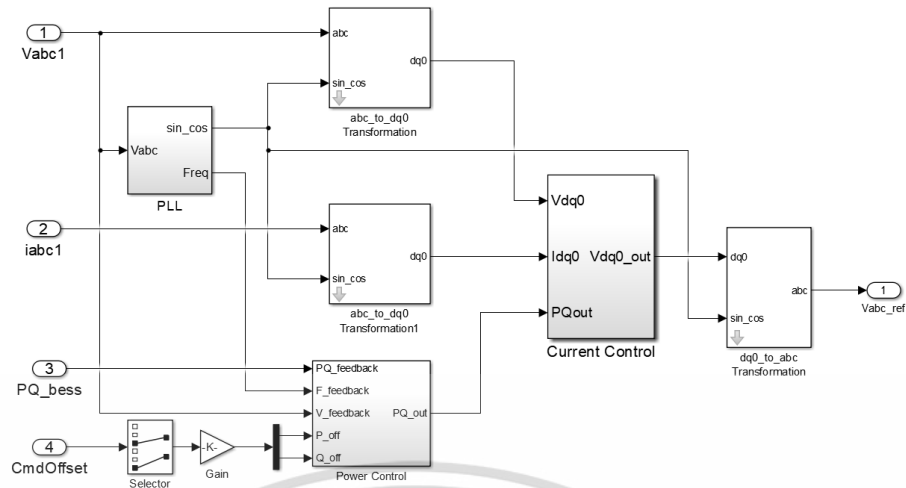 1
Vabc1
abc
dq0
sin_cos
abc_to_dq0
Transformation
sin_cos
Vabc
Freq
PLL
2
iabc1
abc
dq0
sin_cos
abc_to_dq0
Transformation1
Vdq0
Idq0
Vdq0_out
PQout
Current Control
dq0
abc
sin_cos
dq0_to_abc
Transformation
1
Vabc_ref
3
PQ_bess
PQ_feedback
F_feedback
V_feedback
PQ_out
P_off
Q_off
Power Control
4
CmdOffset
Selector
-K-
Gain